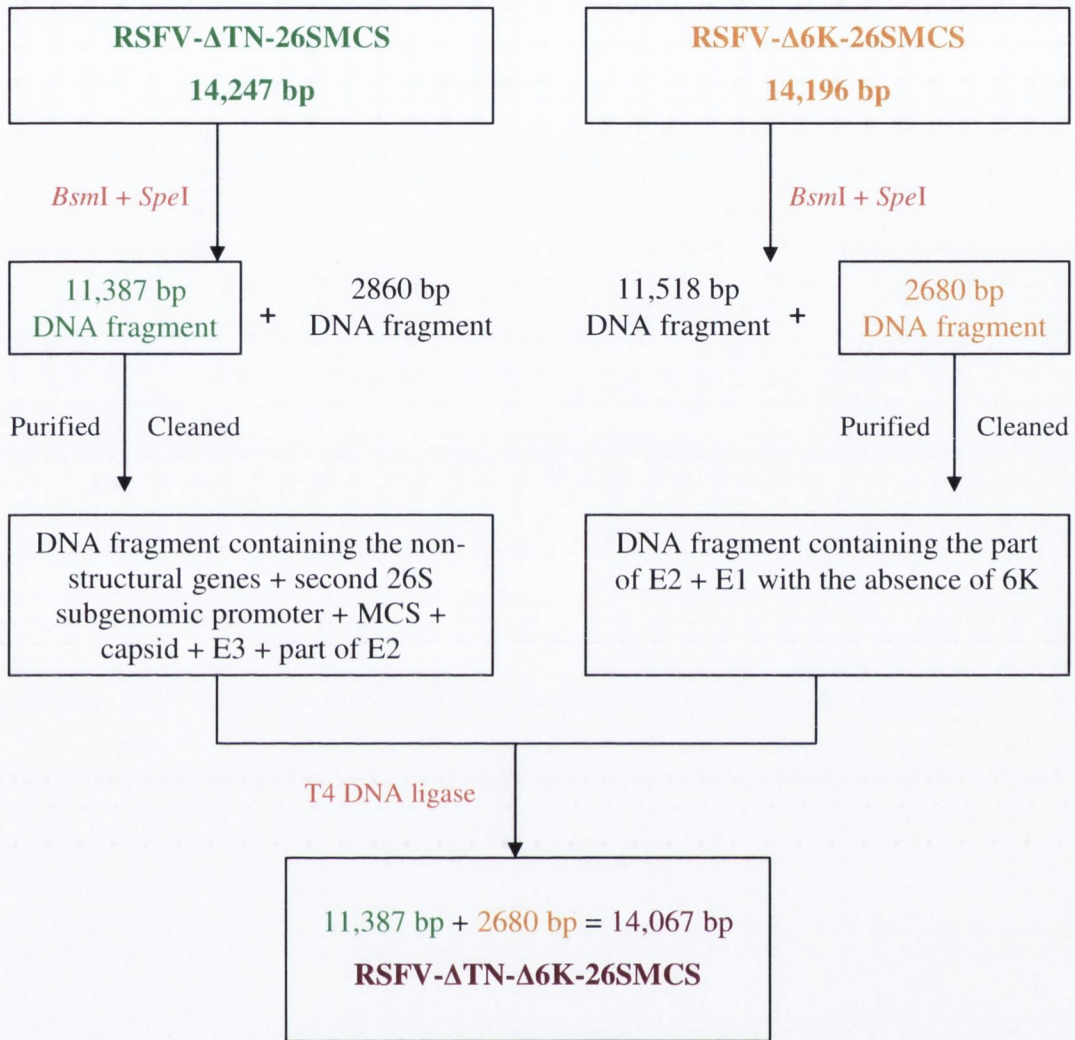 RSFV-ΔTN-26SMCS
14,247 bp
RSFV-Δ6K-26SMCS
14,196 bp
BsmI + SpeI
BsmI + SpeI
11,387 bp
DNA fragment
+
2860 bp
DNA fragment
11,518 bp
DNA fragment
+
2680 bp
DNA fragment
Purified
Cleaned
Purified
Cleaned
DNA fragment containing the non-
structural genes + second 26S
subgenomic promoter + MCS +
capsid + E3 + part of E2
DNA fragment containing the part
of E2 + E1 with the absence of 6K
T4 DNA ligase
11,387 bp + 2680 bp = 14,067 bp
RSFV-ΔTN-Δ6K-26SMCS